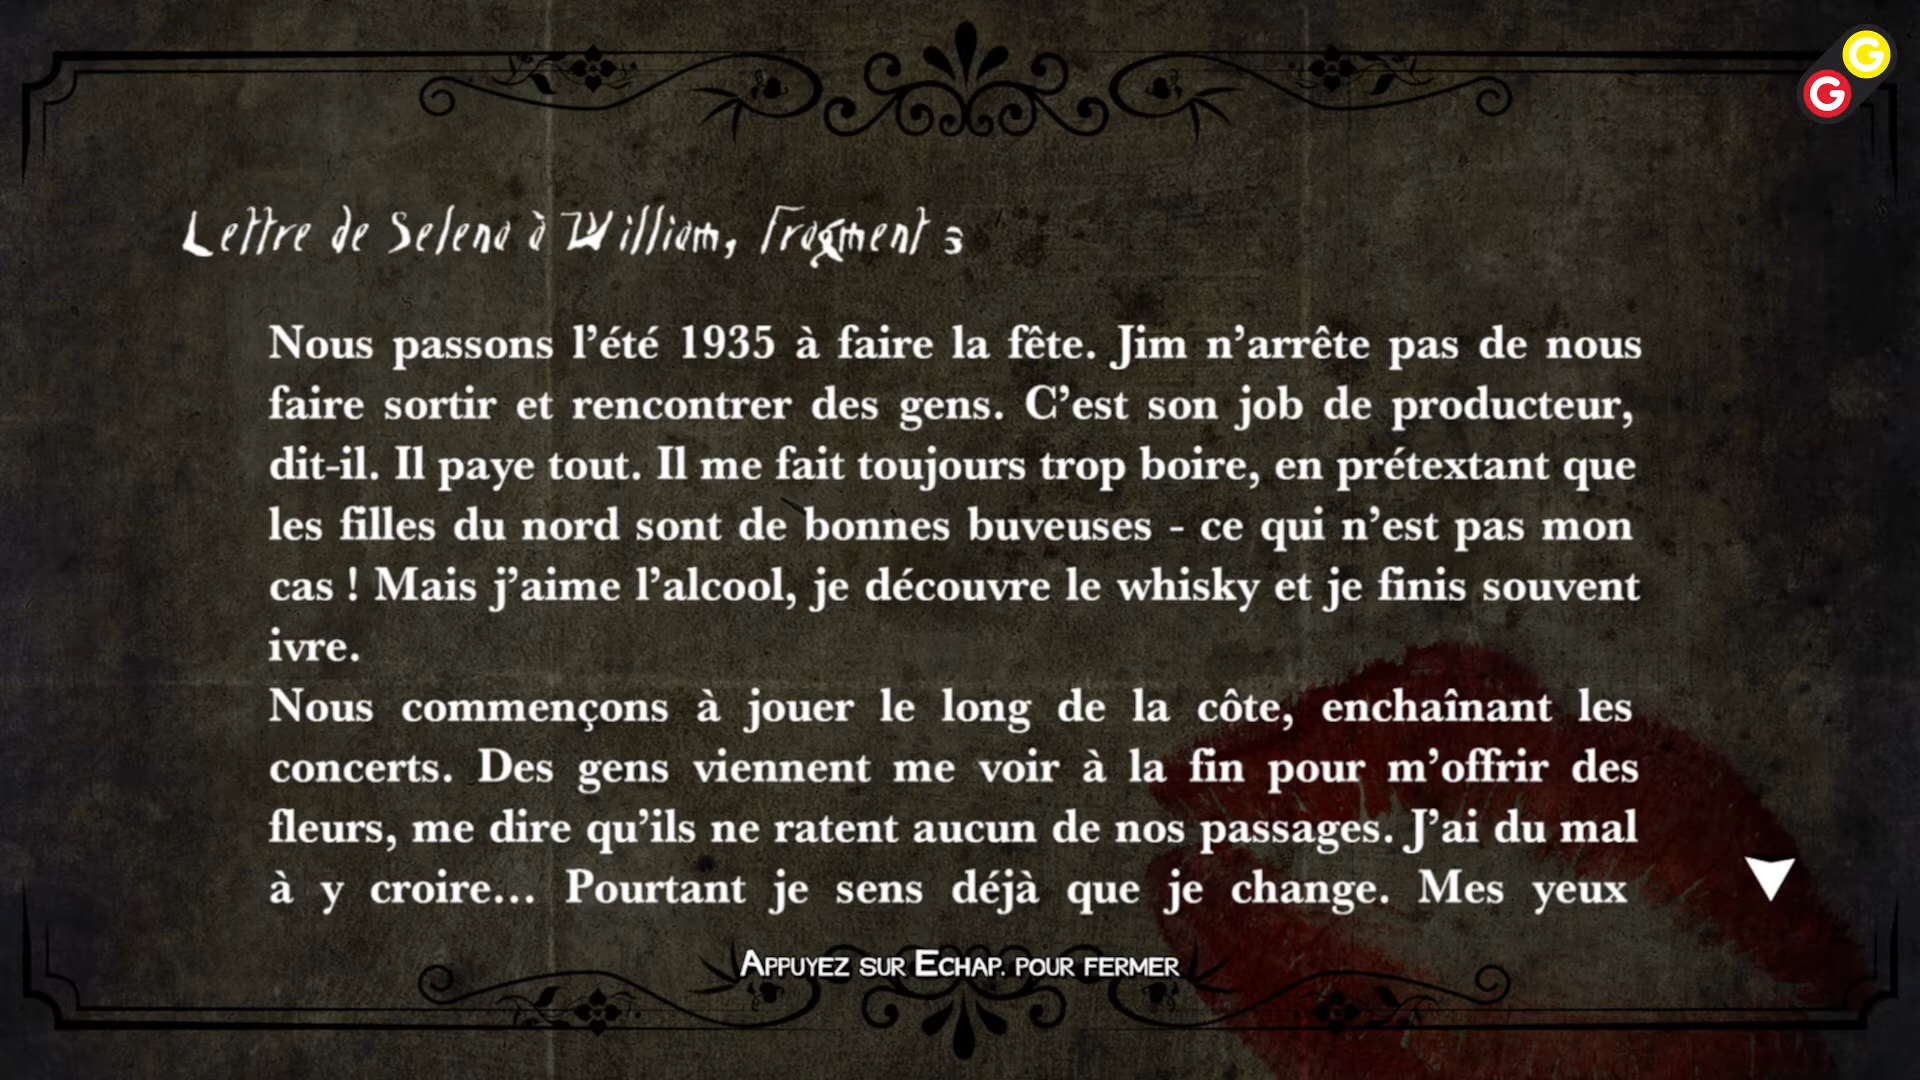 G
G
Lettre de Selena à William, Fragment 3
Nous passons l’été 1935 à faire la fête. Jim n’arrête pas de nous
faire sortir et rencontrer des gens. C’est son job de producteur,
dit-il. Il paye tout. Il me fait toujours trop boire, en prétextant que
les filles du nord sont de bonnes buveuses - ce qui n’est pas mon
cas ! Mais j’aime l’alcool, je découvre le whisky et je finis souvent
ivre.
Nous commençons à jouer le long de la côte, enchaînant les
concerts. Des gens viennent me voir à la fin pour m’offrir des
fleurs, me dire qu’ils ne ratent aucun de nos passages. J’ai du mal
à y croire… Pourtant je sens déjà que je change. Mes yeux
Appuyez sur Echap. pour fermer